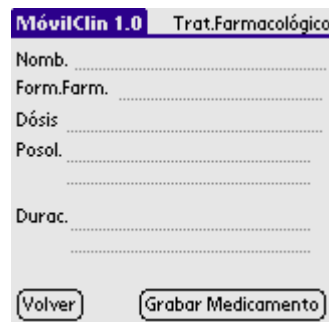 MóvilClin 1.0 Trat.Farmacológico
Nomb.
Form.Farm.
Dósis
Posol.
Durac.
Volver Grabar Medicamento